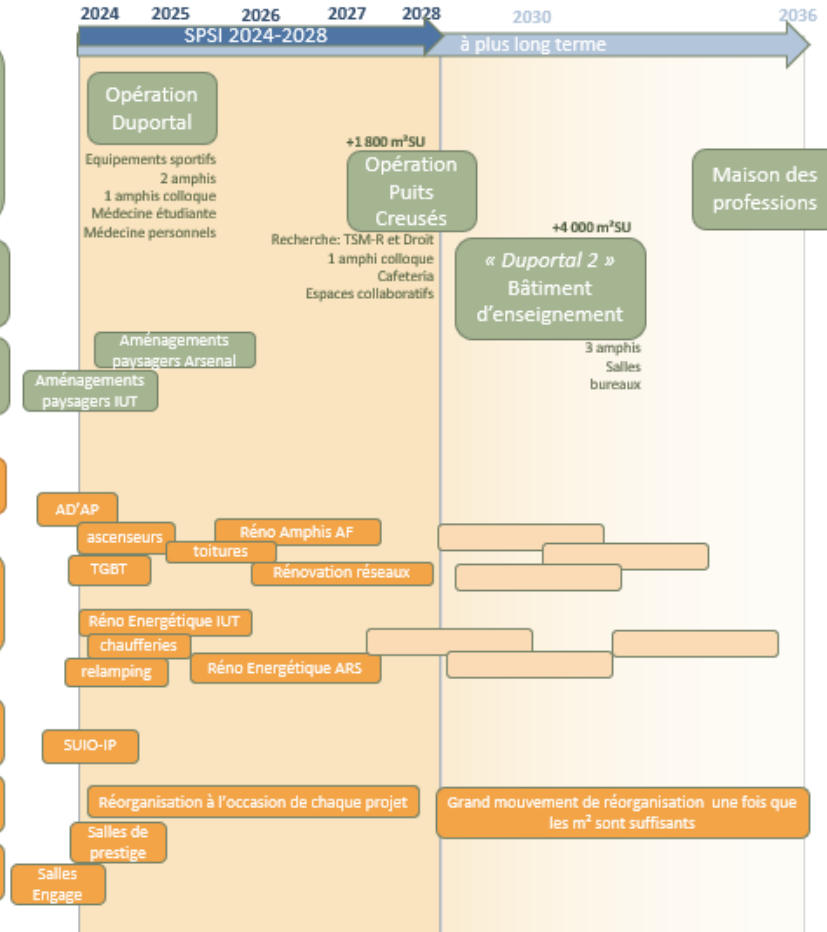 2024 2025 2026 2027 2028 2030 2036
SPSI 2024-2028
à plus long terme
Opération
Duportal
Equipements sportifs
2 amphis
1 amphis colloque
Médecine étudiante
Médecine personnels
+1 800 m²SU
Opération
Puits
Creusés
Recherche: TSM-R et Droit
1 amphi colloque
Cafeteria
Espaces collaboratifs
+4 000 m²SU
« Duportal 2 »
Bâtiment
d'enseignement
3 amphis
Salles
bureaux
Maison des
professions
Aménagements
paysagers Arsenal
Aménagements
paysagers IUT
AD'AP
ascenseurs
Réno Amphis AF
toitures
TGBT
Rénovation réseaux
Réno Energétique IUT
chaufferies
relamping
Réno Energétique ARS
SUIO-IP
Réorganisation à l'occasion de chaque projet
Grand mouvement de réorganisation une fois que
les m² sont suffisants
Salles de
prestige
Salles
Engage